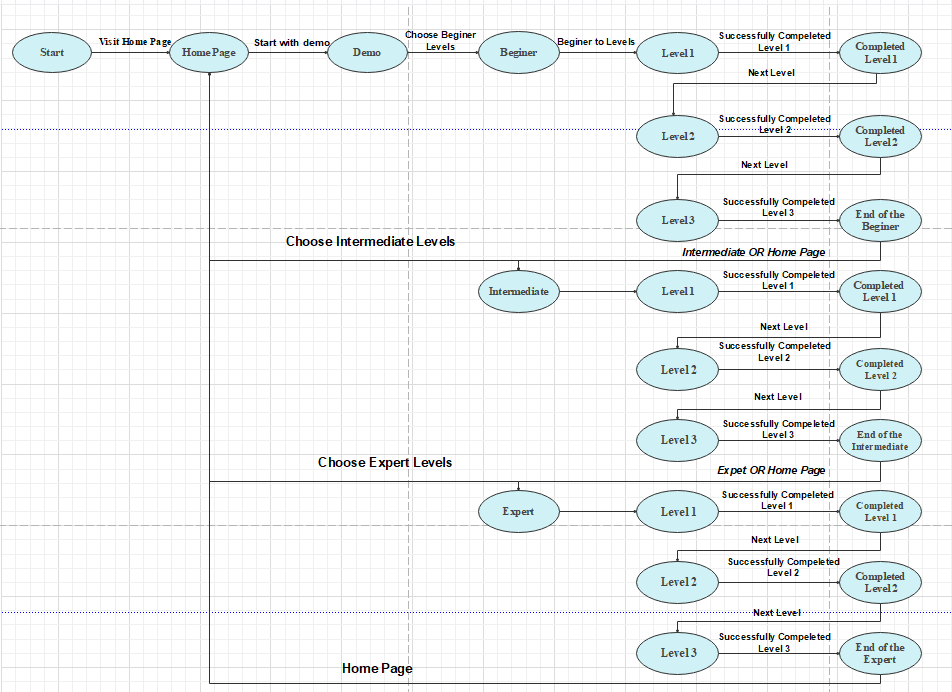 Start
Visit Home Page
Home Page
Start with demo
Demo
Choose Beginer
Levels
Beginer
Beginer to Levels
Level 1
Successfully Compeleted
Level 1
Completed
Level 1
Next Level
Level 2
Successfully Compeleted
Level 2
Completed
Level 2
Next Level
Level 3
Successfully Compeleted
Level 3
End of the
Beginer
Choose Intermediate Levels
Intermediate OR Home Page
Intermediate
Level 1
Successfully Compeleted
Level 1
Completed
Level 1
Next Level
Level 2
Successfully Compeleted
Level 2
Completed
Level 2
Next Level
Level 3
Successfully Compeleted
Level 3
End of the
Intermediate
Choose Expert Levels
Expet OR Home Page
Expert
Level 1
Successfully Compeleted
Level 1
Completed
Level 1
Next Level
Level 2
Successfully Compeleted
Level 2
Completed
Level 2
Next Level
Level 3
Successfully Compeleted
Level 3
End of the
Expert
Home Page